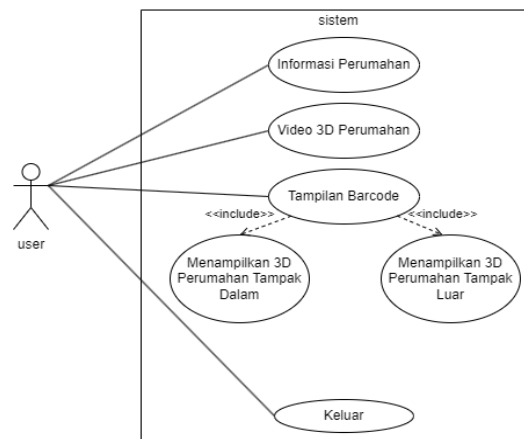 sistem
Informasi Perumahan
Video 3D Perumahan
Tampilan Barcode
<<include>>
<<include>>
user
Menampilkan 3D
Perumahan Tampak
Dalam
Menampilkan 3D
Perumahan Tampak
Luar
Keluar